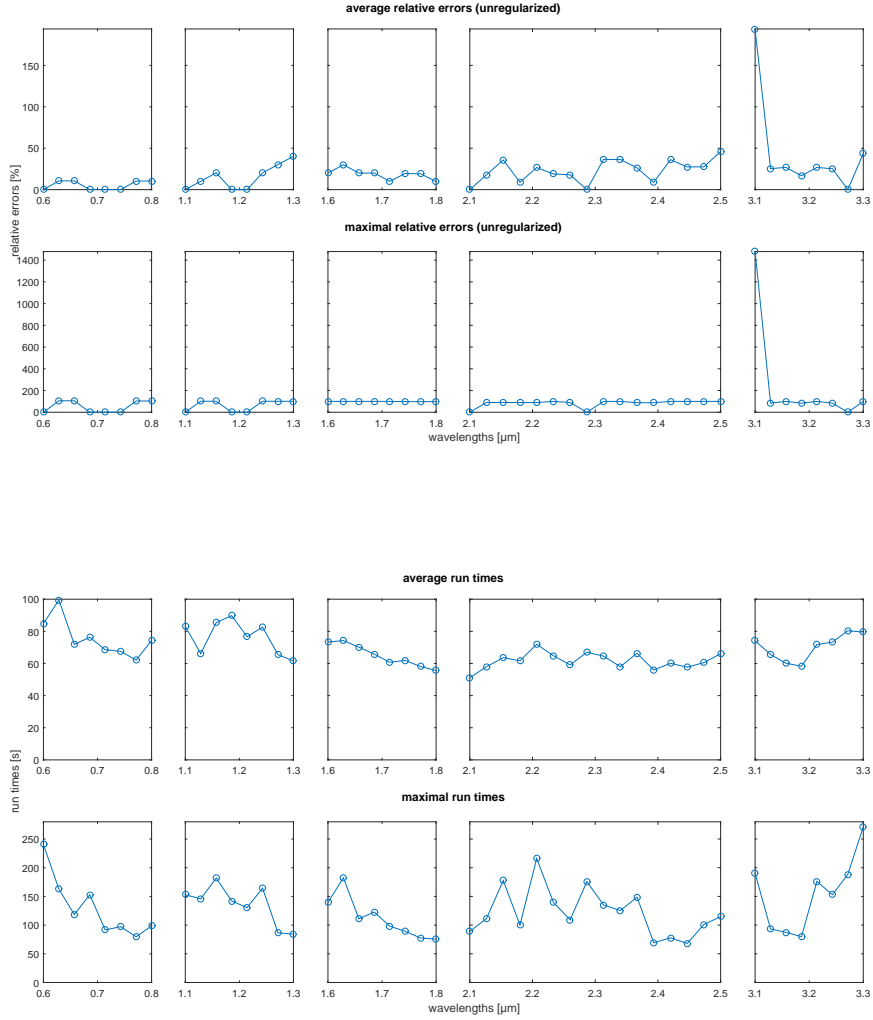 average relative errors (unregularized)
150
100
50
0
0.6 0.7 0.8 1.1 1.2 1.3 1.6 1.7 1.8 2.1 2.2 2.3 2.4 2.5 3.1 3.2 3.3
relative errors [%]
maximal relative errors (unregularized)
1400
1200
1000
800
600
400
200
0
0.6 0.7 0.8 1.1 1.2 1.3 1.6 1.7 1.8 2.1 2.2 2.3 2.4 2.5 3.1 3.2 3.3
wavelengths [µm]
average run times
100
80
60
40
20
0
0.6 0.7 0.8 1.1 1.2 1.3 1.6 1.7 1.8 2.1 2.2 2.3 2.4 2.5 3.1 3.2 3.3
run times [s]
maximal run times
250
200
150
100
50
0
0.6 0.7 0.8 1.1 1.2 1.3 1.6 1.7 1.8 2.1 2.2 2.3 2.4 2.5 3.1 3.2 3.3
wavelengths [µm]